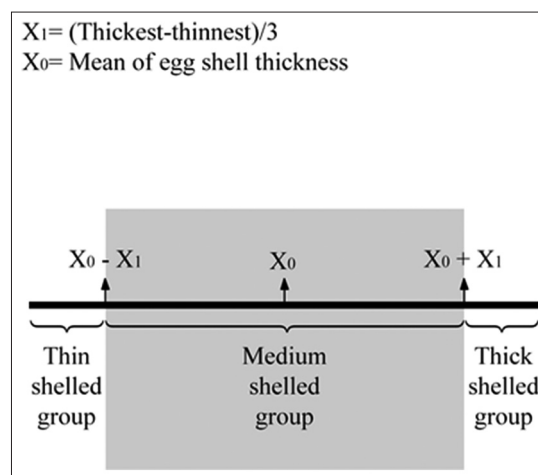 X₁= (Thickest-thinnest)/3
X₀= Mean of egg shell thickness
X₀ - X₁
X₀
X₀ + X₁
Thin
shelled
group
Medium
shelled
group
Thick
shelled
group